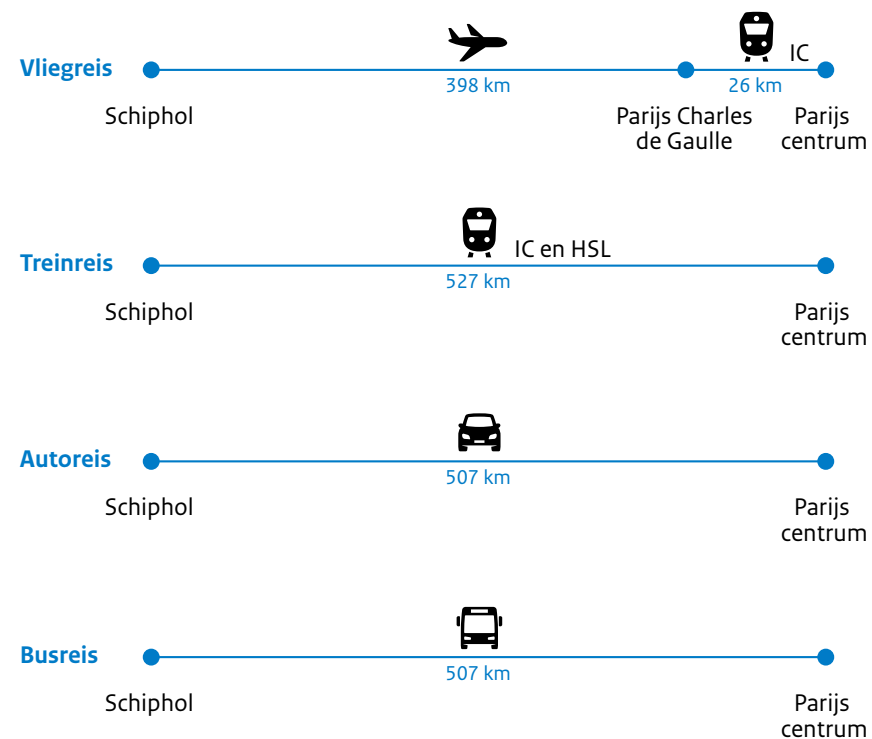 IC
Vliegreis
398 km
26 km
Schiphol
Parijs Charles
de Gaulle
Parijs
centrum
IC en HSL
Treinreis
527 km
Schiphol
Parijs
centrum
Autoreis
507 km
Schiphol
Parijs
centrum
Busreis
507 km
Schiphol
Parijs
centrum